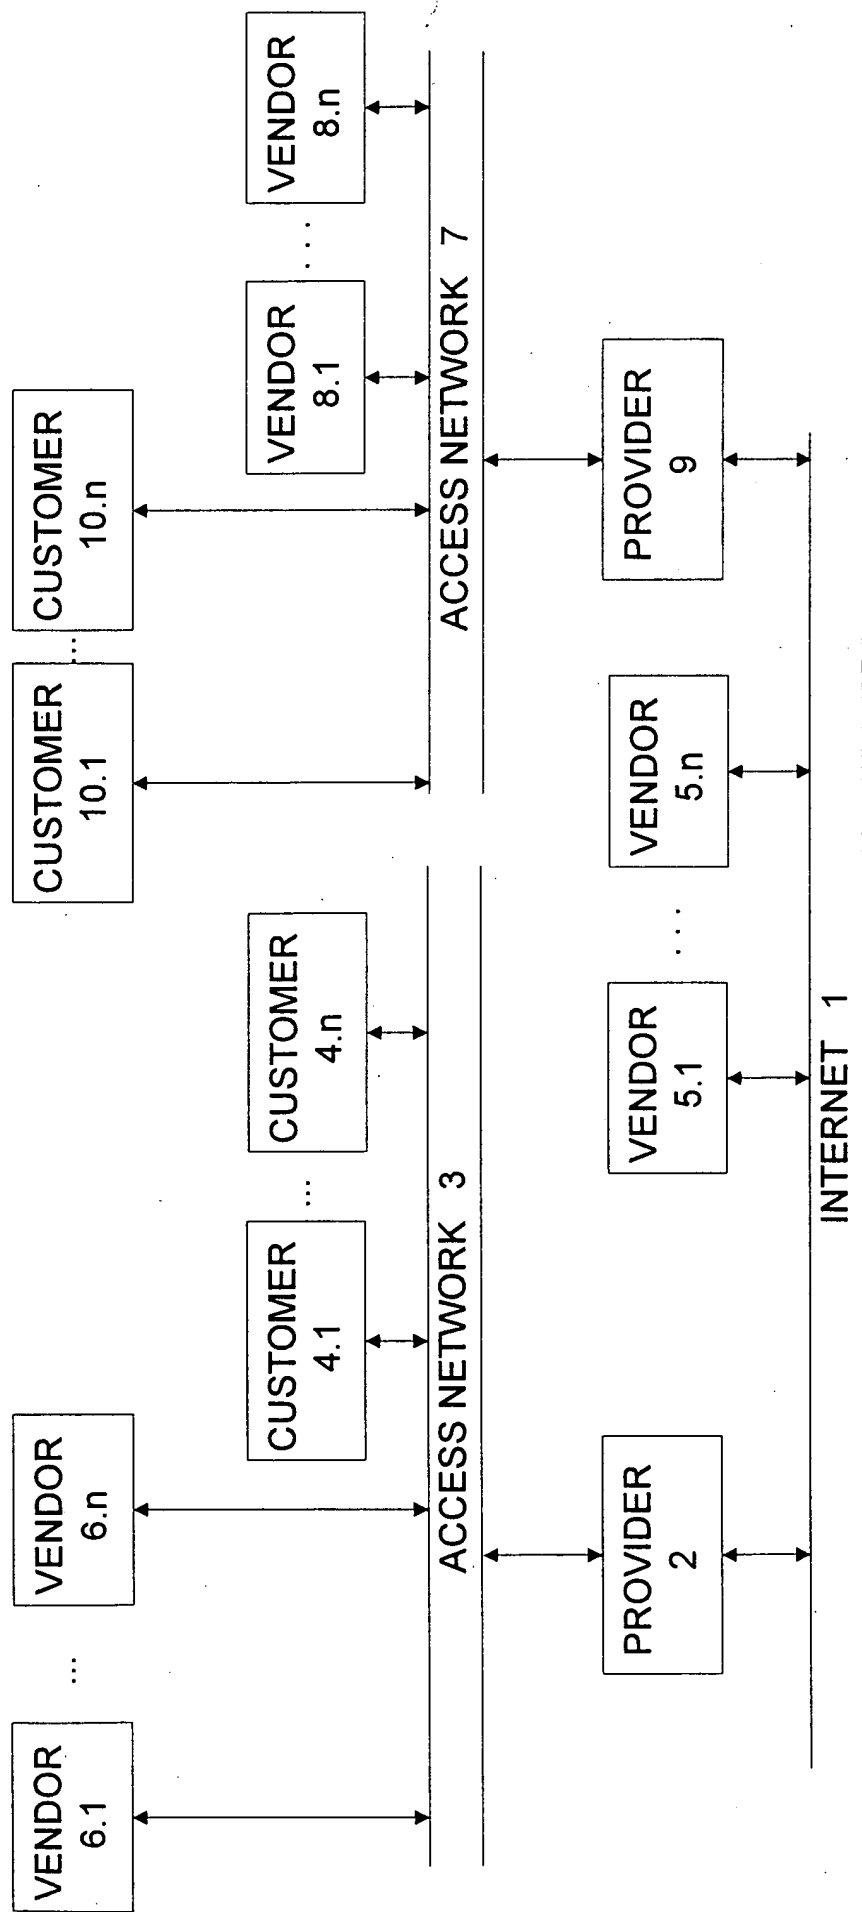 VENDOR
6.1
...
VENDOR
6.n
CUSTOMER
10.1
...
CUSTOMER
10.n
CUSTOMER
4.1
...
CUSTOMER
4.n
VENDOR
8.1
. . . .
VENDOR
8.n
ACCESS NETWORK 3
ACCESS NETWORK 7
PROVIDER
2
VENDOR
5.1
. . .
VENDOR
5.n
PROVIDER
9
INTERNET 1